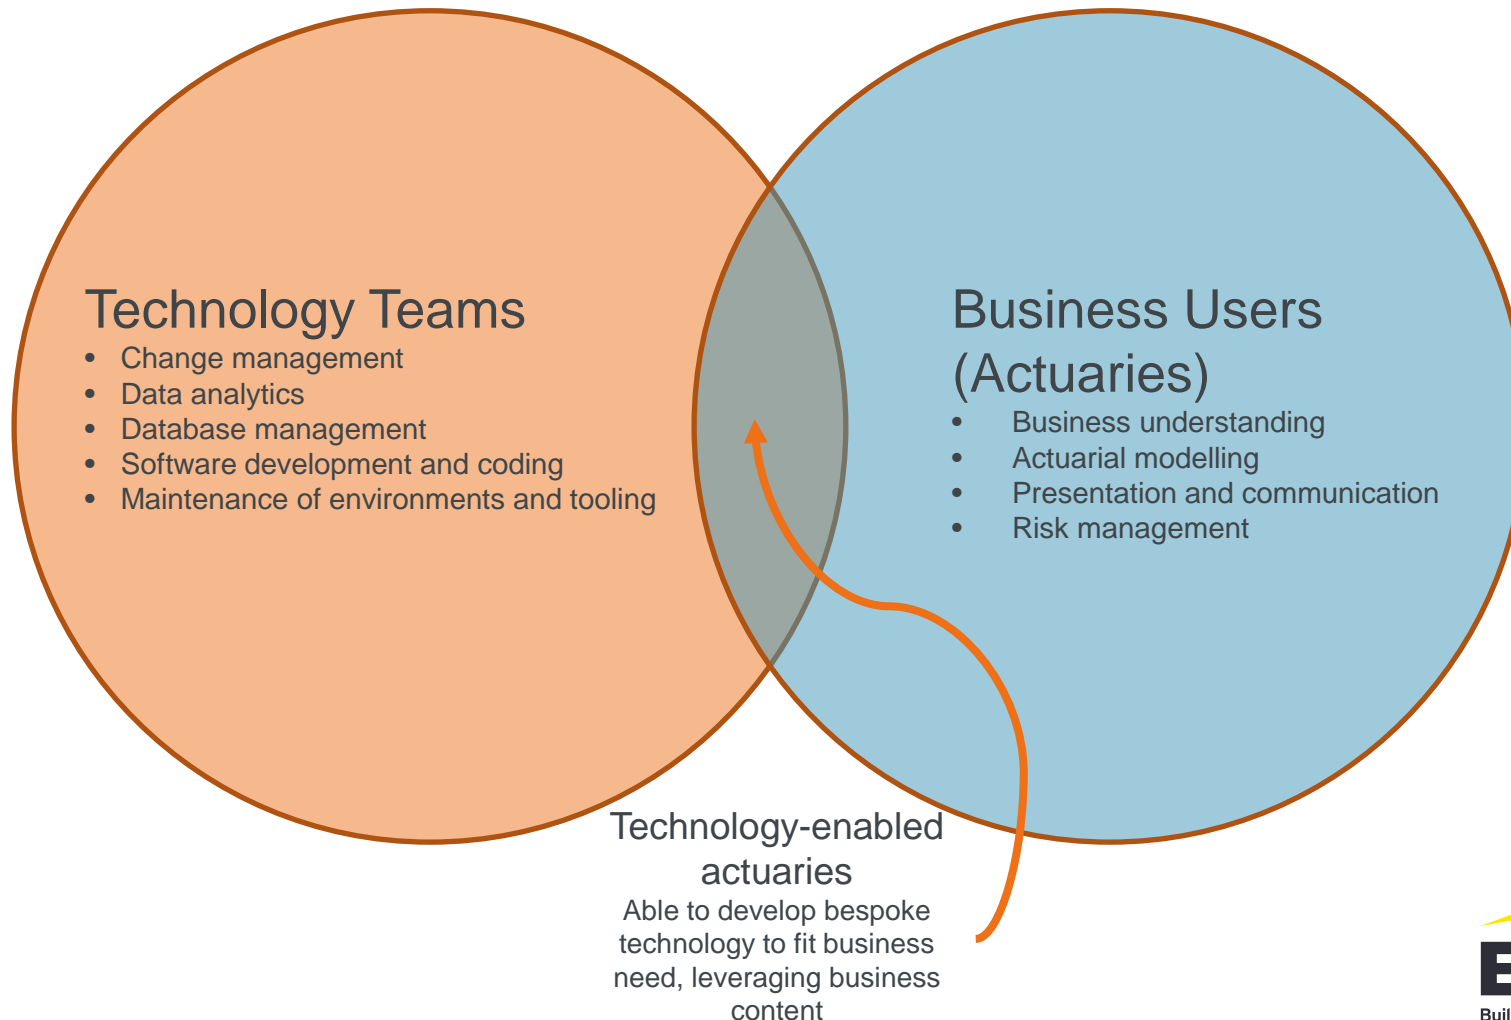 Technology Teams
• Change management
• Data analytics
• Database management
• Software development and coding
• Maintenance of environments and tooling
Business Users
(Actuaries)
• Business understanding
• Actuarial modelling
• Presentation and communication
• Risk management
Technology-enabled
actuaries
Able to develop bespoke
technology to fit business
need, leveraging business
content